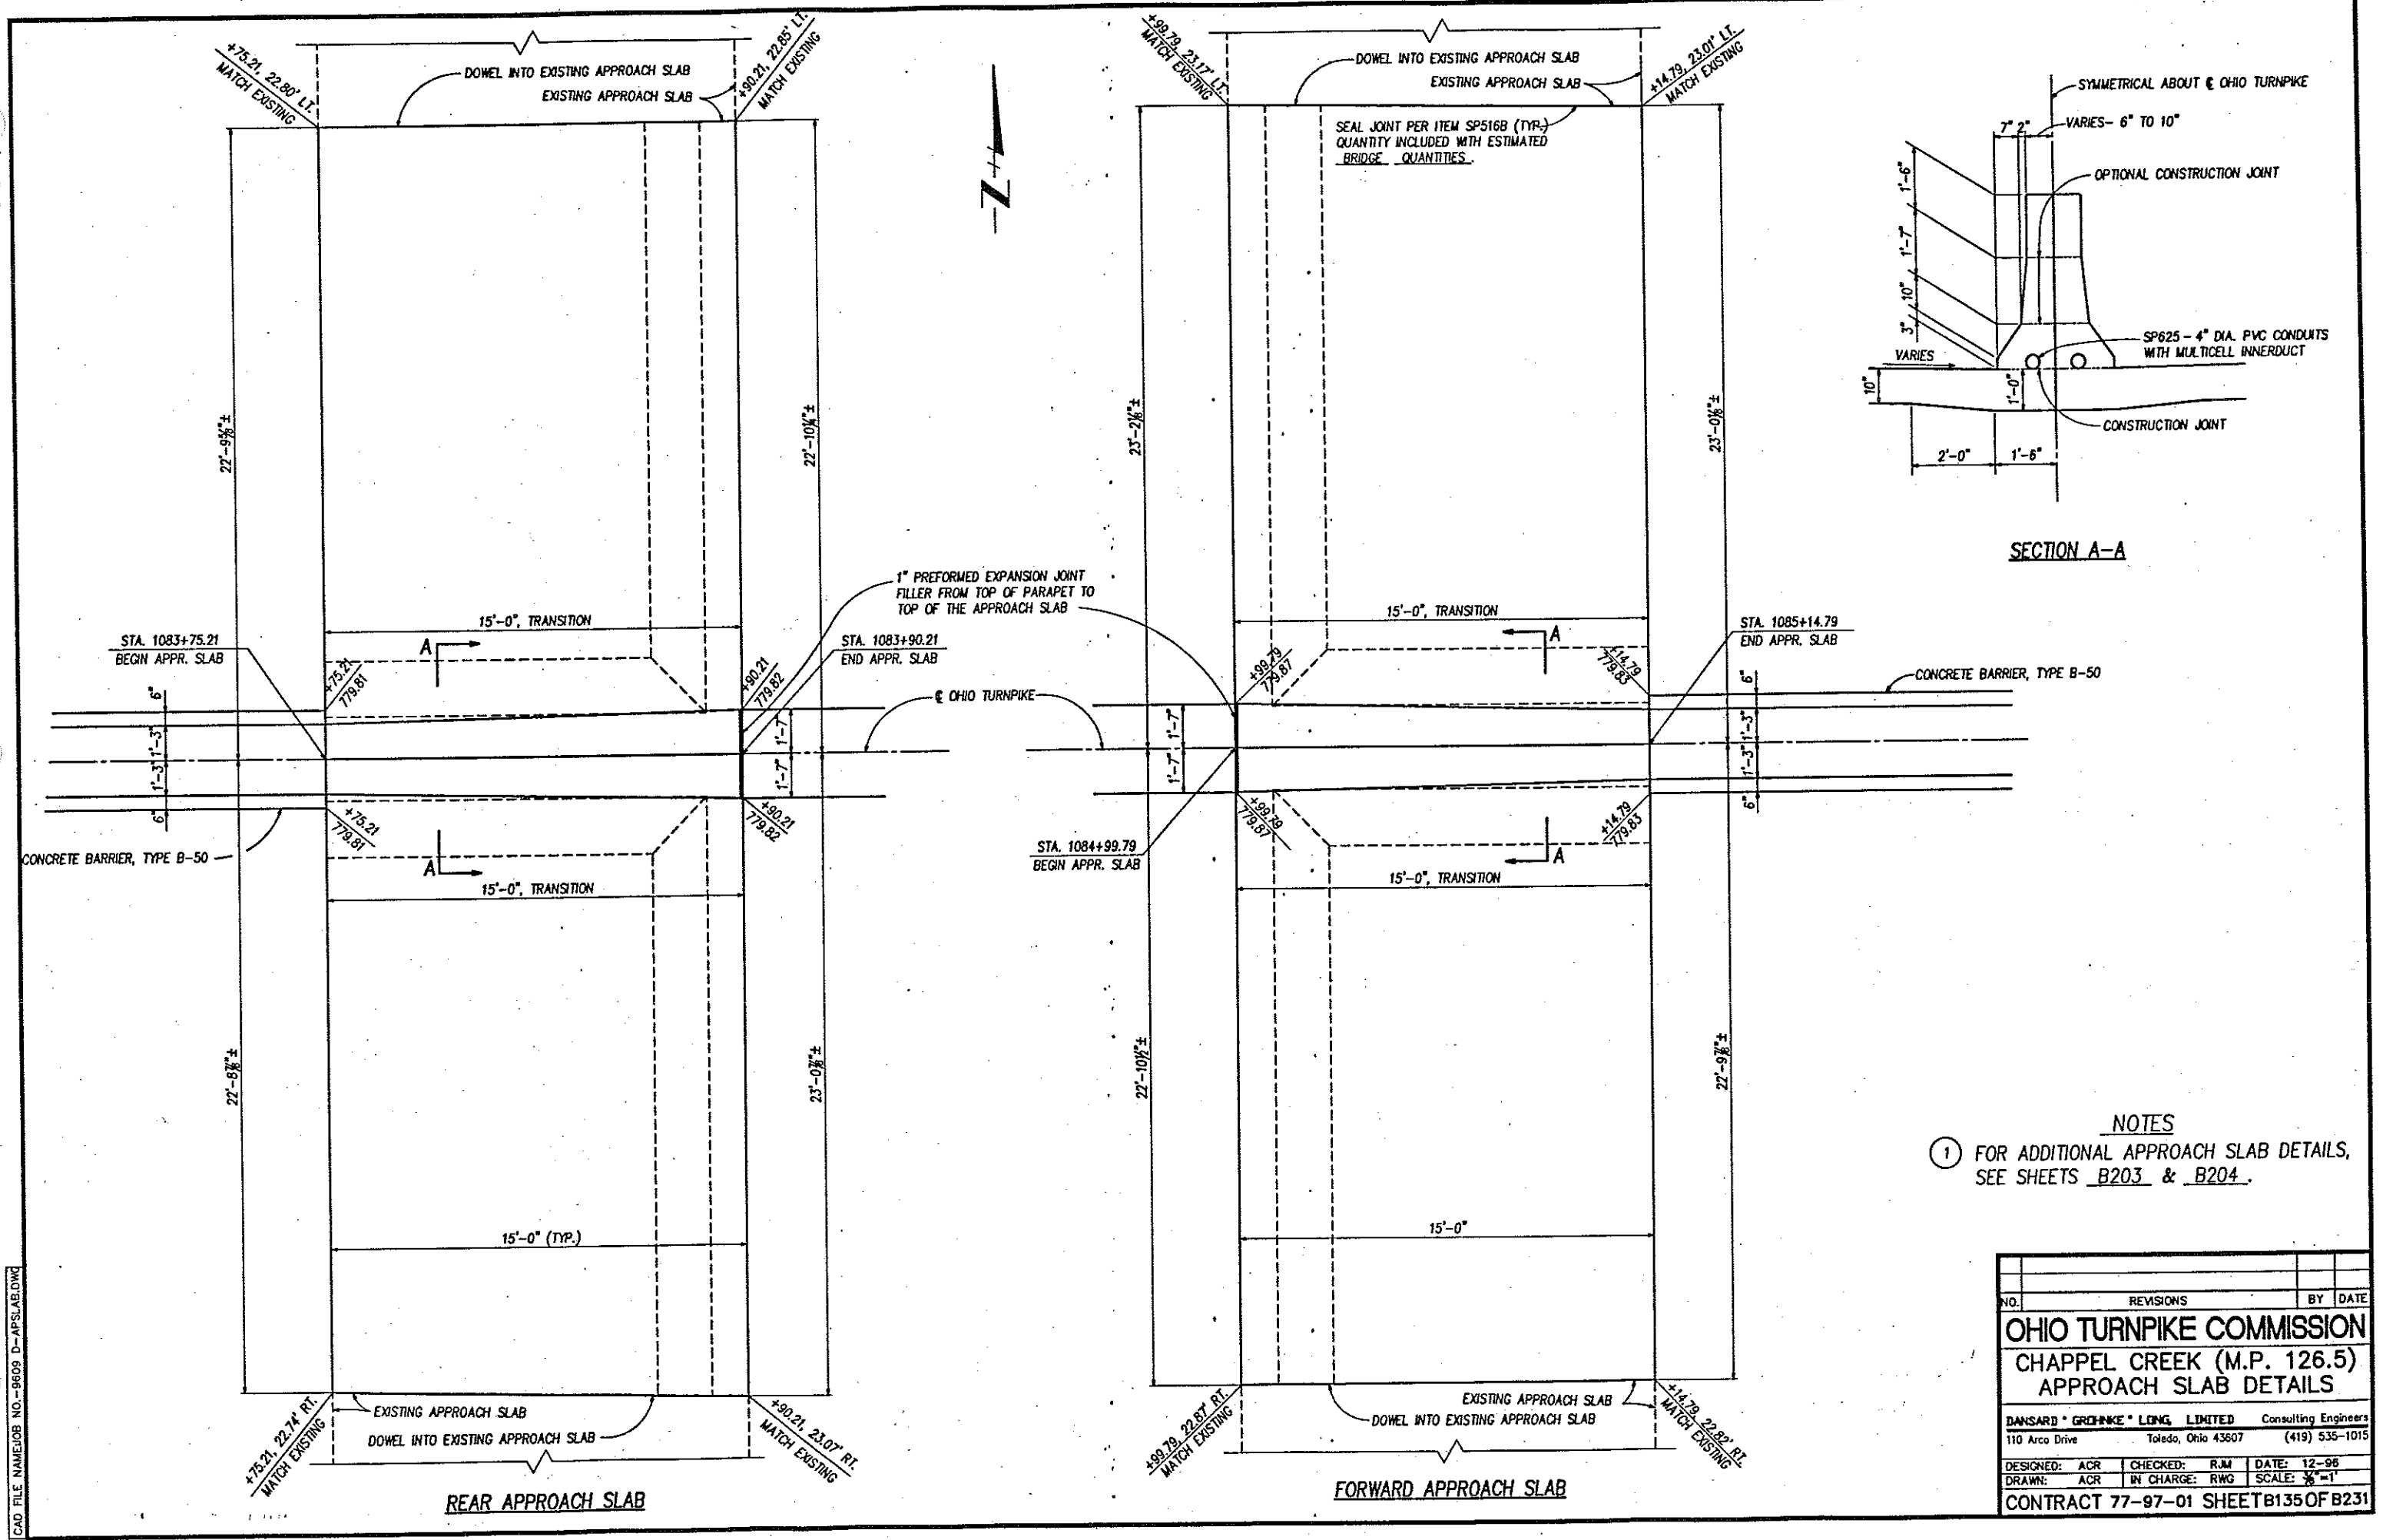 +75.21, 22.80' LT.
MATCH EXISTING
DOWEL INTO EXISTING APPROACH SLAB
EXISTING APPROACH SLAB
+90.21, 22.85' LT.
MATCH EXISTING
22'-10¼"±
15'-0", TRANSITION
A
STA. 1083+75.21
BEGIN APPR. SLAB
+75.21
779.81
+90.21
779.82
STA. 1083+90.21
END APPR. SLAB
1" PREFORMED EXPANSION JOINT
FILLER FROM TOP OF PARAPET TO
TOP OF THE APPROACH SLAB
℄ OHIO TURNPIKE
6"
1'-3"
1'-3"
6"
1'-7"
1'-7"
+75.21
779.81
+90.21
779.82
CONCRETE BARRIER, TYPE B-50
A
15'-0", TRANSITION
22'-8⅞"±
23'-0⅞"±
15'-0" (TYP.)
EXISTING APPROACH SLAB
DOWEL INTO EXISTING APPROACH SLAB
+75.21, 22.74' RT.
MATCH EXISTING
+90.21, 23.07' RT.
MATCH EXISTING
REAR APPROACH SLAB
+99.79, 23.17' LT.
MATCH EXISTING
DOWEL INTO EXISTING APPROACH SLAB
EXISTING APPROACH SLAB
+14.79, 23.01' LT.
MATCH EXISTING
SEAL JOINT PER ITEM SP516B (TYP.)
QUANTITY INCLUDED WITH ESTIMATED
BRIDGE QUANTITIES.
23'-2⅛"±
23'-0⅛"±
15'-0", TRANSITION
A
STA. 1085+14.79
END APPR. SLAB
+99.79
779.87
+14.79
779.83
CONCRETE BARRIER, TYPE B-50
1'-7"
1'-7"
6"
1'-3"
1'-3"
6"
+99.79
779.87
+14.79
779.83
STA. 1084+99.79
BEGIN APPR. SLAB
A
15'-0", TRANSITION
22'-10½"±
22'-9⅞"±
15'-0"
EXISTING APPROACH SLAB
DOWEL INTO EXISTING APPROACH SLAB
+99.79, 22.87' RT.
MATCH EXISTING
+14.79, 22.82' RT.
MATCH EXISTING
FORWARD APPROACH SLAB
SYMMETRICAL ABOUT ℄ OHIO TURNPIKE
7" 2"
VARIES- 6" TO 10"
OPTIONAL CONSTRUCTION JOINT
1'-6"
1'-7"
10"
3"
VARIES
SP625 - 4" DIA. PVC CONDUITS
WITH MULTICELL INNERDUCT
10"
1'-0"
CONSTRUCTION JOINT
2'-0"
1'-6"
SECTION A-A
NOTES
1 FOR ADDITIONAL APPROACH SLAB DETAILS,
SEE SHEETS B203 & B204.
NO. REVISIONS BY DATE
OHIO TURNPIKE COMMISSION
CHAPPEL CREEK (M.P. 126.5)
APPROACH SLAB DETAILS
DANSARD * GROHNKE * LONG, LIMITED Consulting Engineers
110 Arco Drive Toledo, Ohio 43607 (419) 535-1015
DESIGNED: ACR CHECKED: RJM DATE: 12-96
DRAWN: ACR IN CHARGE: RWG SCALE:
CONTRACT 77-97-01 SHEET B135 OF B231
CAD FILE NAME: JOB NO.-9609 D-APSLAB.DWG